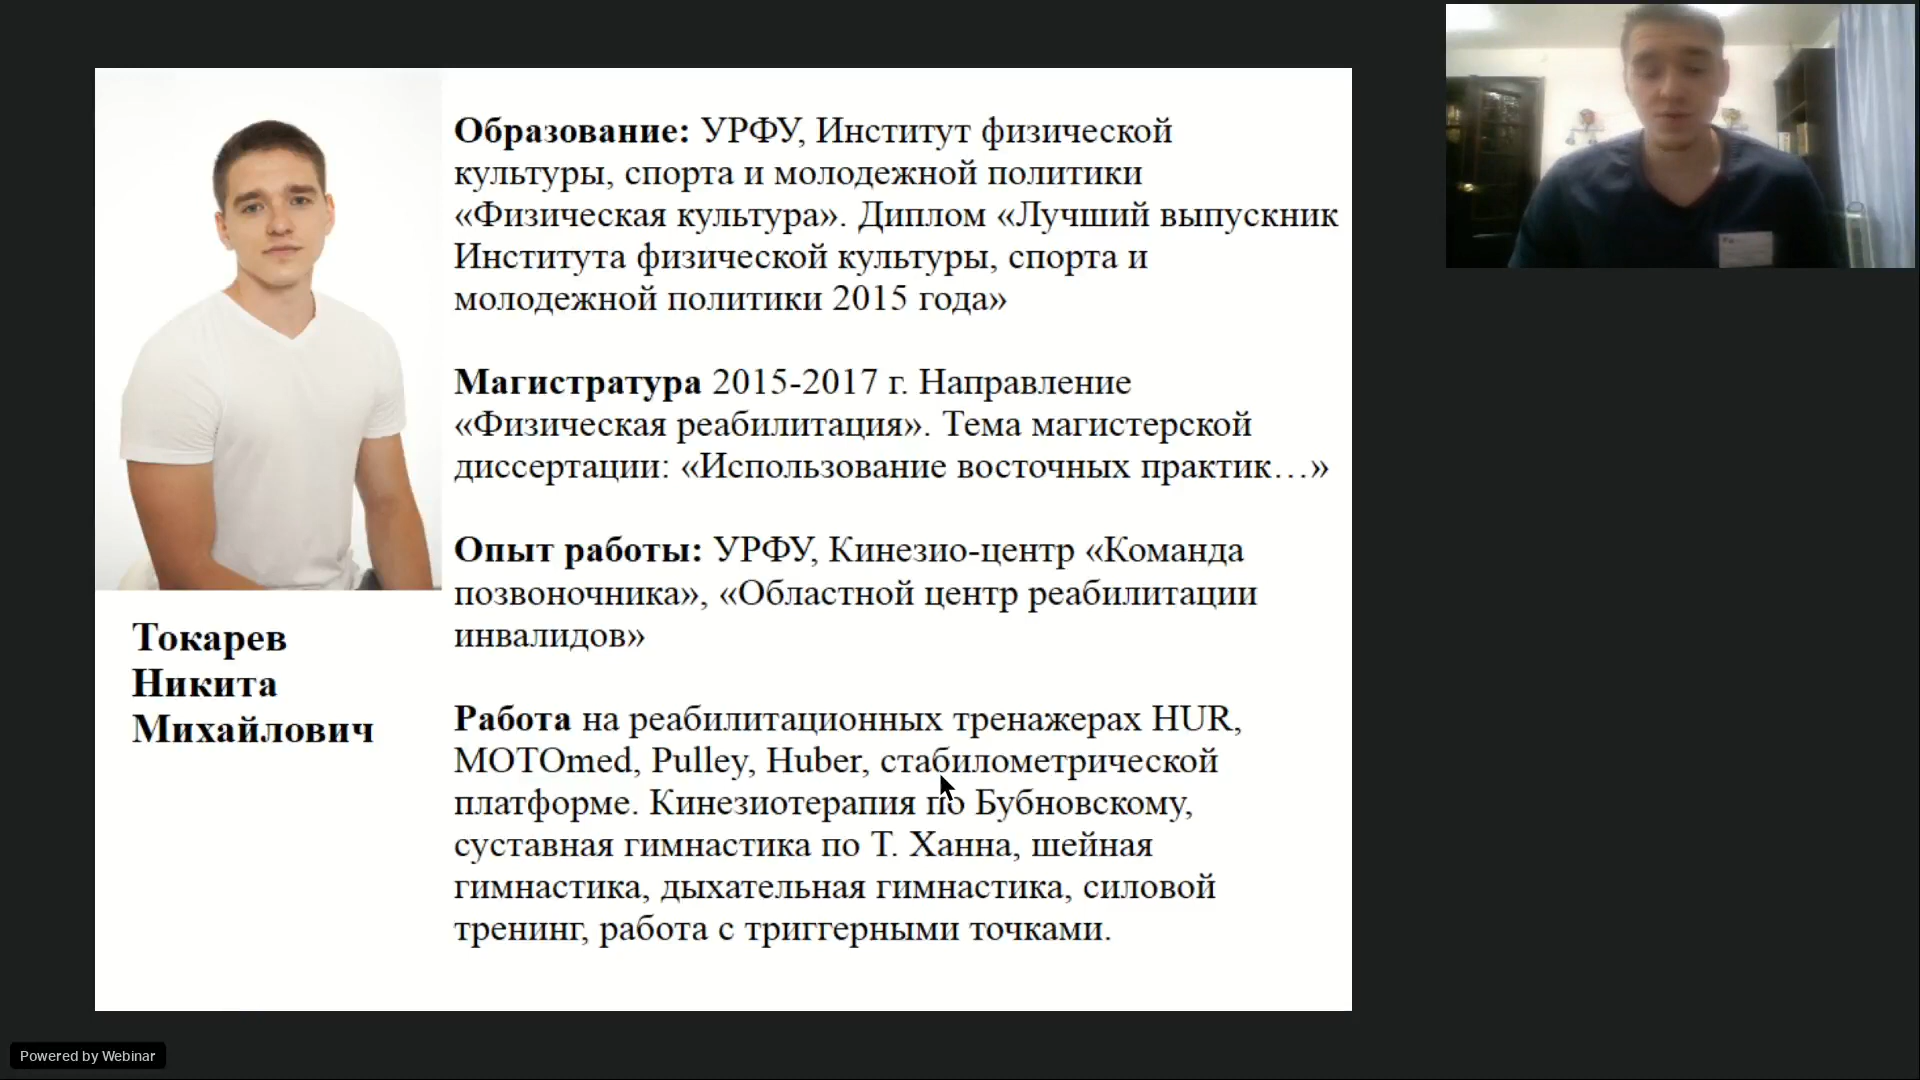 Образование: УРФУ, Институт физической
культуры, спорта и молодежной политики
«Физическая культура». Диплом «Лучший выпускник
Института физической культуры, спорта и
молодежной политики 2015 года»
Магистратура 2015-2017 г. Направление
«Физическая реабилитация». Тема магистерской
диссертации: «Использование восточных практик…»
Опыт работы: УРФУ, Кинезио-центр «Команда
позвоночника», «Областной центр реабилитации
инвалидов»
Работа на реабилитационных тренажерах HUR,
MOTOmed, Pulley, Huber, стабилометрической
платформе. Кинезиотерапия по Бубновскому,
суставная гимнастика по Т. Ханна, шейная
гимнастика, дыхательная гимнастика, силовой
тренинг, работа с триггерными точками.
Токарев
Никита
Михайлович
Powered by Webinar